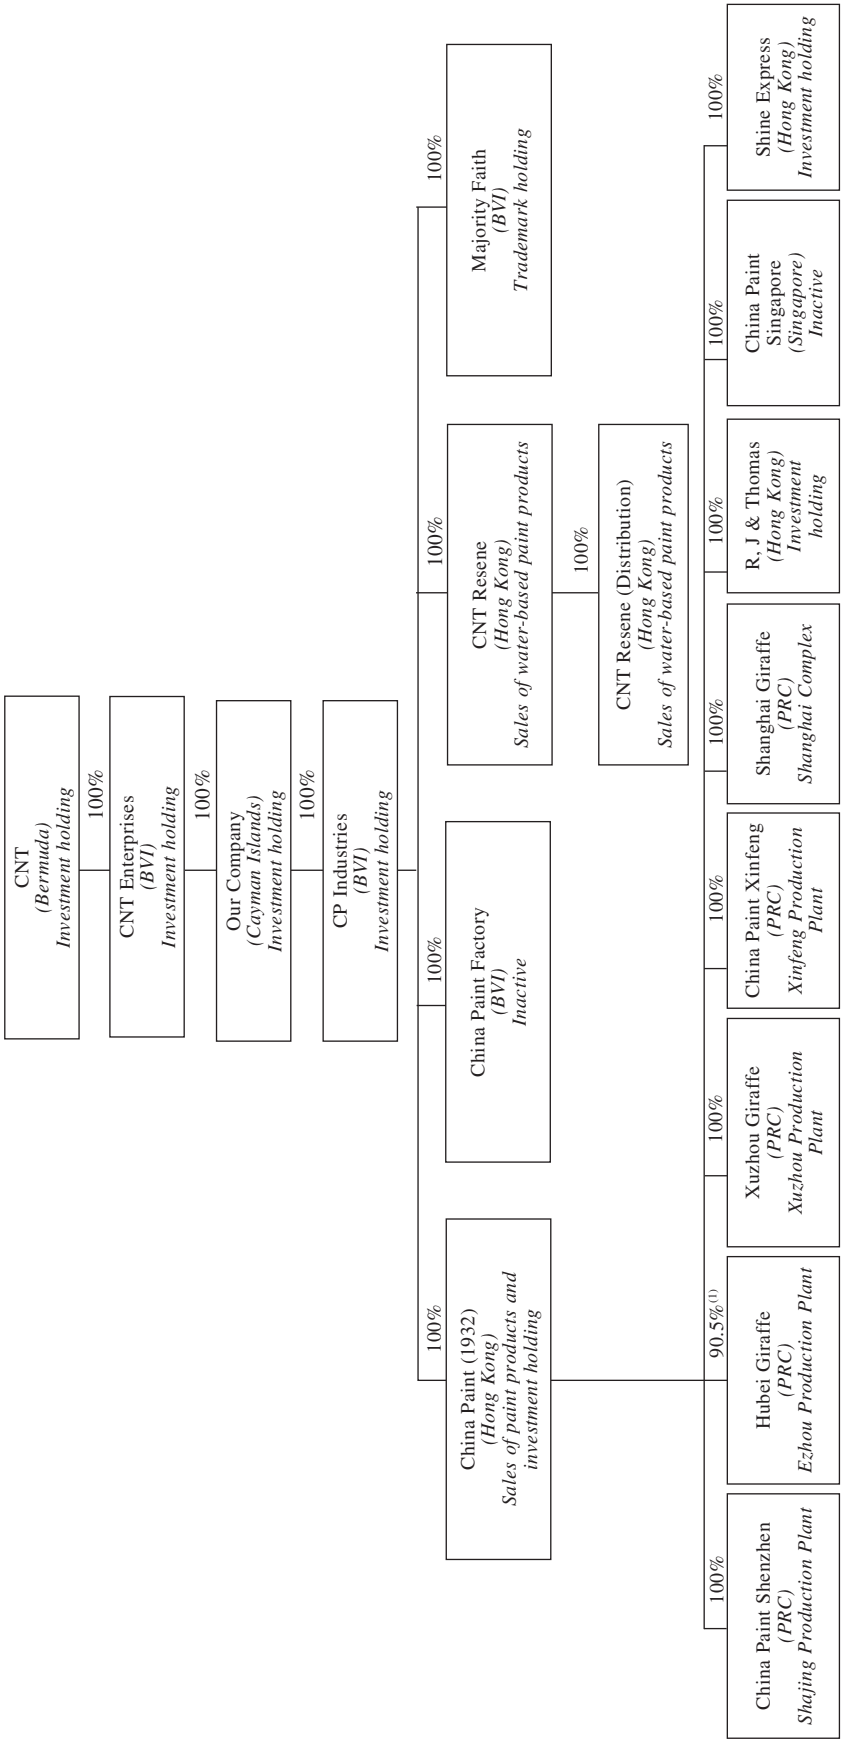 CNT
(Bermuda)
Investment holding
100%
CNT Enterprises
(BVI)
Investment holding
100%
Our Company
(Cayman Islands)
Investment holding
100%
CP Industries
(BVI)
Investment holding
100%
100%
100%
100%
China Paint (1932)
(Hong Kong)
Sales of paint products and
investment holding
China Paint Factory
(BVI)
Inactive
CNT Resene
(Hong Kong)
Sales of water-based paint products
Majority Faith
(BVI)
Trademark holding
100%
CNT Resene (Distribution)
(Hong Kong)
Sales of water-based paint products
100%
90.5%(1)
100%
100%
100%
100%
100%
100%
China Paint Shenzhen
(PRC)
Shajing Production Plant
Hubei Giraffe
(PRC)
Ezhou Production Plant
Xuzhou Giraffe
(PRC)
Xuzhou Production
Plant
China Paint Xinfeng
(PRC)
Xinfeng Production
Plant
Shanghai Giraffe
(PRC)
Shanghai Complex
R, J & Thomas
(Hong Kong)
Investment
holding
China Paint
Singapore
(Singapore)
Inactive
Shine Express
(Hong Kong)
Investment holding